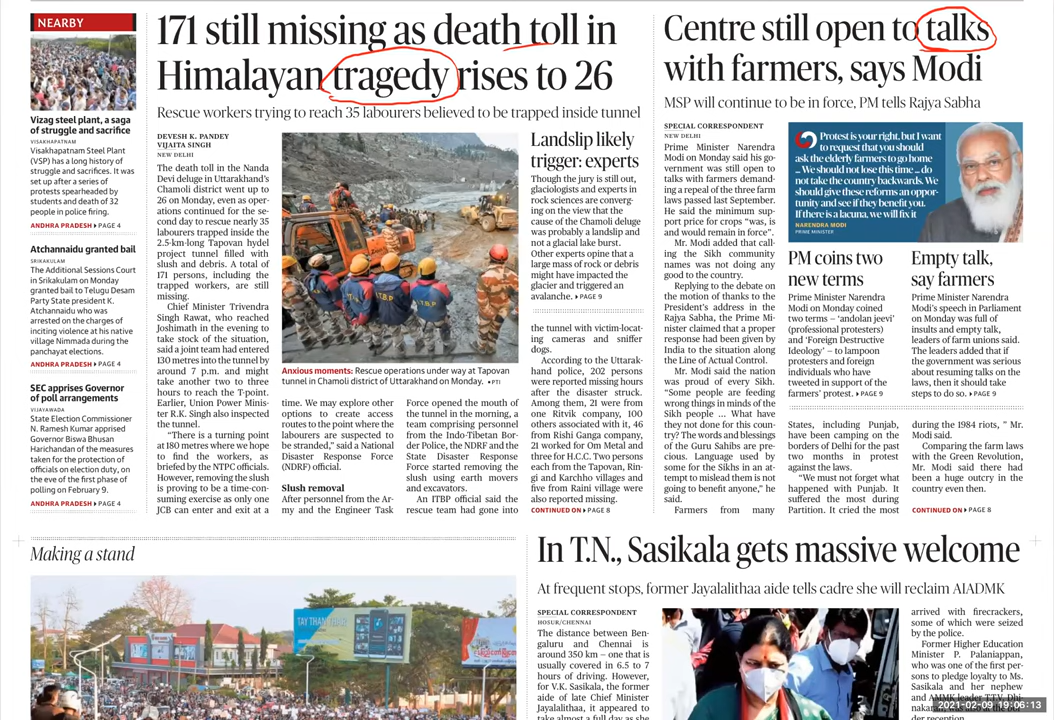 NEARBY
Vizag steel plant, a saga
of struggle and sacrifice
VISAKHAPATNAM
Visakhapatnam Steel Plant
(VSP) has a long history of
struggle and sacrifices. It was
set up after a series of
protests spearheaded by
students and death of 32
people in police firing.
ANDHRA PRADESH PAGE 4
Atchannaidu granted bail
SRIKAKULAM
The Additional Sessions Court
in Srikakulam on Monday
granted bail to Telugu Desam
Party State president K.
Atchannaidu who was
arrested on the charges of
inciting violence at his native
village Nimmada during the
panchayat elections.
ANDHRA PRADESH PAGE 4
SEC apprises Governor
of poll arrangements
VIJAYAWADA
State Election Commissioner
N. Ramesh Kumar apprised
Governor Biswa Bhusan
Harichandan of the measures
taken for the protection of
officials on election duty, on
the eve of the first phase of
polling on February 9.
ANDHRA PRADESH PAGE 4
171 still missing as death toll in
Himalayan tragedy rises to 26
Rescue workers trying to reach 35 labourers believed to be trapped inside tunnel
DEVESH K. PANDEY
VIJAITA SINGH
NEW DELHI
The death toll in the Nanda
Devi deluge in Uttarakhand's
Chamoli district went up to
26 on Monday, even as oper-
ations continued for the se-
cond day to rescue nearly 35
labourers trapped inside the
2.5-km-long Tapovan hydel
project tunnel filled with
slush and debris. A total of
171 persons, including the
trapped workers, are still
missing.
Chief Minister Trivendra
Singh Rawat, who reached
Joshimath in the evening to
take stock of the situation,
said a joint team had entered
130 metres into the tunnel by
around 7 p.m. and might
take another two to three
hours to reach the T-point.
Earlier, Union Power Minis-
ter R.K. Singh also inspected
the tunnel.
"There is a turning point
at 180 metres where we hope
to find the workers, as
briefed by the NTPC officials.
However, removing the slush
is proving to be a time-con-
suming exercise as only one
JCB can enter and exit at a
I.T.B.P
Anxious moments: Rescue operations under way at Tapovan
tunnel in Chamoli district of Uttarakhand on Monday. •PTI
time. We may explore other
options to create access
routes to the point where the
labourers are suspected to
be stranded," said a National
Disaster Response Force
(NDRF) official.
Slush removal
After personnel from the Ar-
my and the Engineer Task
Force opened the mouth of
the tunnel in the morning, a
team comprising personnel
from the Indo-Tibetan Bor-
der Police, the NDRF and the
State Disaster Response
Force started removing the
slush using earth movers
and excavators.
An ITBP official said the
rescue team had gone into
Landslip likely
trigger: experts
Though the jury is still out,
glaciologists and experts in
rock sciences are converg-
ing on the view that the
cause of the Chamoli deluge
was probably a landslip and
not a glacial lake burst.
Other experts opine that a
large mass of rock or debris
might have impacted the
glacier and triggered an
avalanche. PAGE 9
the tunnel with victim-locat-
ing cameras and sniffer
dogs.
According to the Uttarak-
hand police, 202 persons
were reported missing hours
after the disaster struck.
Among them, 21 were from
one Ritvik company, 100
others associated with it, 46
from Rishi Ganga company,
21 worked for Om Metal and
three for H.C.C. Two persons
each from the Tapovan, Rin-
gi and Karchho villages and
five from Raini village were
also reported missing.
CONTINUED ON PAGE 8
Centre still open to talks
with farmers, says Modi
MSP will continue to be in force, PM tells Rajya Sabha
SPECIAL CORRESPONDENT
NEW DELHI
Prime Minister Narendra
Modi on Monday said his go-
vernment was still open to
talks with farmers demand-
ing a repeal of the three farm
laws passed last September.
He said the minimum sup-
port price for crops "was, is
and would remain in force".
Mr. Modi added that call-
ing the Sikh community
names was not doing any
good to the country.
Replying to the debate on
the motion of thanks to the
President's address in the
Rajya Sabha, the Prime Mi-
nister claimed that a proper
response had been given by
India to the situation along
the Line of Actual Control.
Mr. Modi said the nation
was proud of every Sikh.
"Some people are feeding
wrong things in minds of the
Sikh people ... What have
they not done for this coun-
try? The words and blessings
of the Guru Sahibs are pre-
cious. Language used by
some for the Sikhs in an at-
tempt to mislead them is not
going to benefit anyone," he
said.
Farmers from many
Protest is your right, but I want
to request that you should
ask the elderly farmers to go home
... We should not lose this time ... do
not take the country backwards. We
should give these reforms an oppor-
tunity and see if they benefit you.
If there is a lacuna, we will fix it
NARENDRA MODI
PRIME MINISTER
PM coins two
new terms
Prime Minister Narendra
Modi on Monday coined
two terms – 'andolan jeevi'
(professional protesters)
and 'Foreign Destructive
Ideology' – to lampoon
protesters and foreign
individuals who have
tweeted in support of the
farmers' protest. PAGE 9
Empty talk,
say farmers
Prime Minister Narendra
Modi's speech in Parliament
on Monday was full of
insults and empty talk,
leaders of farm unions said.
The leaders added that if
the government was serious
about resuming talks on the
laws, then it should take
steps to do so. PAGE 9
States, including Punjab,
have been camping on the
borders of Delhi for the past
two months in protest
against the laws.
"We must not forget what
happened with Punjab. It
suffered the most during
Partition. It cried the most
during the 1984 riots, " Mr.
Modi said.
Comparing the farm laws
with the Green Revolution,
Mr. Modi said there had
been a huge outcry in the
country even then.
CONTINUED ON PAGE 8
Making a stand
In T.N., Sasikala gets massive welcome
At frequent stops, former Jayalalithaa aide tells cadre she will reclaim AIADMK
SPECIAL CORRESPONDENT
HOSUR/CHENNAI
The distance between Ben-
galuru and Chennai is
around 350 km – one that is
usually covered in 6.5 to 7
hours of driving. However,
for V.K. Sasikala, the former
aide of late Chief Minister
Jayalalithaa, it appeared to
take almost a full day as she
arrived with firecrackers,
some of which were seized
by the police.
Former Higher Education
Minister P. Palaniappan,
who was one of the first per-
sons to pledge loyalty to Ms.
Sasikala and her nephew
and AMMK leader T.T.V. Dhi-
nakaran
der reception.
2021-02-09 19:06:13